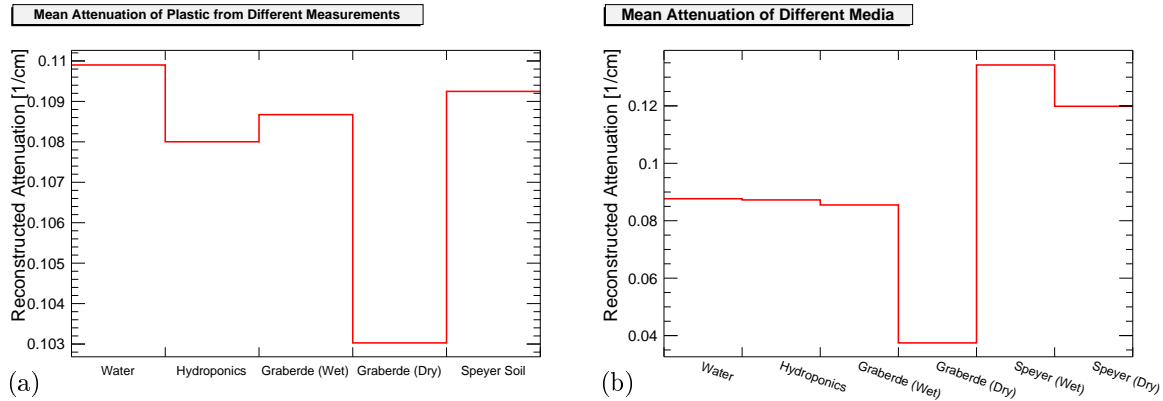 Mean Attenuation of Plastic from Different Measurements
Reconstructed Attenuation [1/cm]
0.11
0.109
0.108
0.107
0.106
0.105
0.104
0.103
Water
Hydroponics
Graberde (Wet)
Graberde (Dry)
Speyer Soil
(a)
Mean Attenuation of Different Media
Reconstructed Attenuation [1/cm]
0.12
0.1
0.08
0.06
0.04
Water
Hydroponics
Graberde (Wet)
Graberde (Dry)
Speyer (Wet)
Speyer (Dry)
(b)